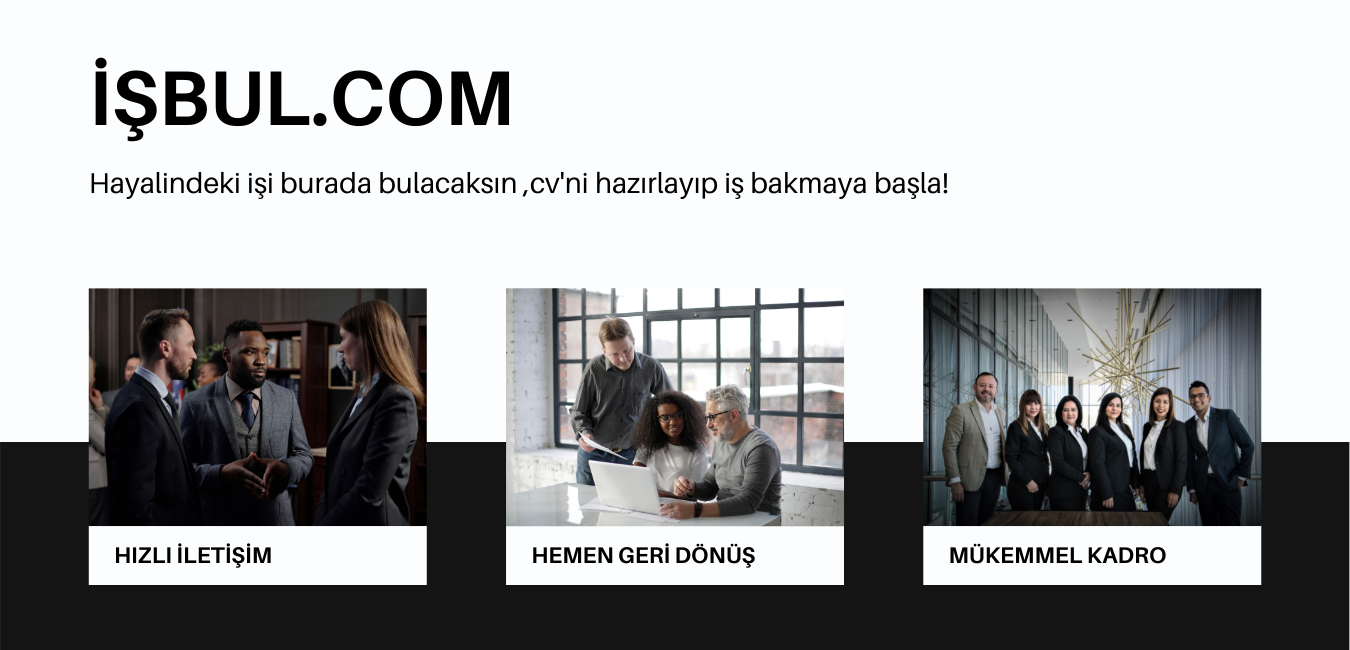 İŞBUL.COM
Hayalindeki işi burada bulacaksın ,cv'ni hazırlayıp iş bakmaya başla!
HIZLI İLETİŞİM
HEMEN GERİ DÖNÜŞ
MÜKEMMEL KADRO